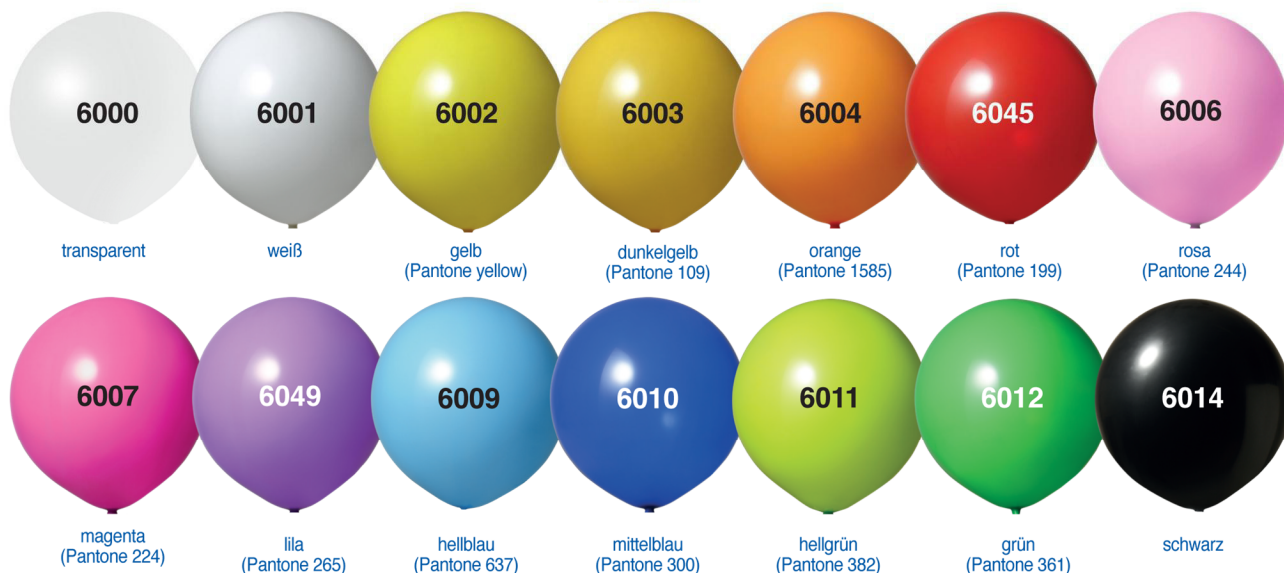 6000 6001 6002 6003 6004 6045 6006
transparent weiß gelb dunkelgelb orange rot rosa
(Pantone yellow) (Pantone 109) (Pantone 1585) (Pantone 199) (Pantone 244)
6007 6049 6009 6010 6011 6012 6014
magenta lila hellblau mittelblau hellgrün grün schwarz
(Pantone 224) (Pantone 265) (Pantone 637) (Pantone 300) (Pantone 382) (Pantone 361)